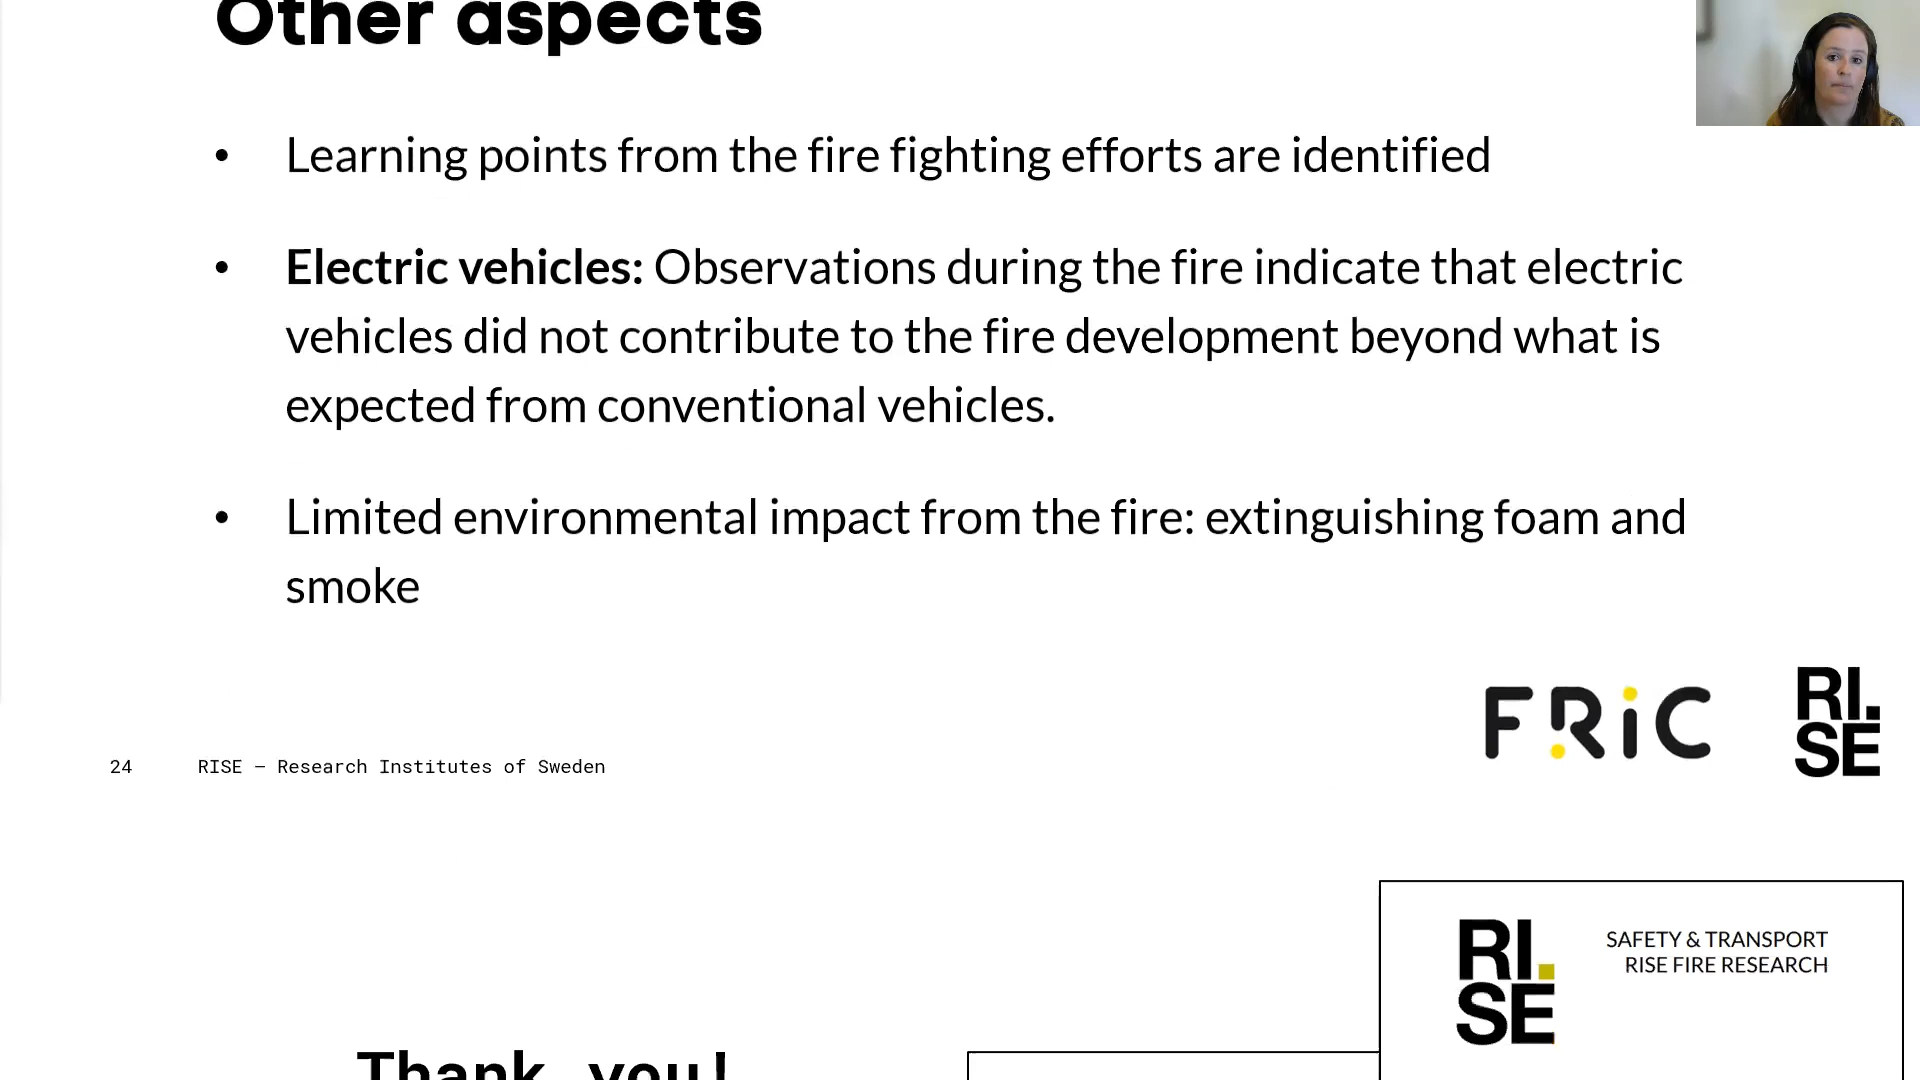 Other aspects
• Learning points from the fire fighting efforts are identified
• Electric vehicles: Observations during the fire indicate that electric
vehicles did not contribute to the fire development beyond what is
expected from conventional vehicles.
• Limited environmental impact from the fire: extinguishing foam and
smoke
FRiC
RI.
SE
24 RISE — Research Institutes of Sweden
RI.
SE
SAFETY & TRANSPORT
RISE FIRE RESEARCH
Thank you!